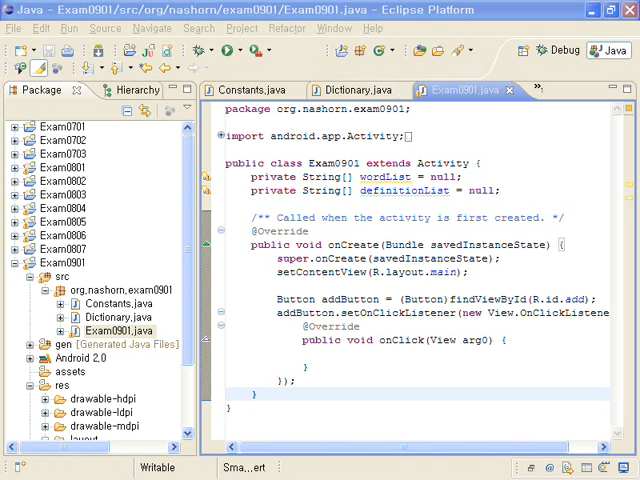 Java - Exam0901/src/org/nashorn/exam0901/Exam0901.java - Eclipse Platform
File Edit Run Source Navigate Search Project Refactor Window Help
Debug Java
Package Hierarchy
Exam0701
Exam0702
Exam0703
Exam0801
Exam0802
Exam0803
Exam0804
Exam0805
Exam0806
Exam0807
Exam0901
src
org.nashorn.exam0901
Constants.java
Dictionary.java
Exam0901.java
gen [Generated Java Files]
Android 2.0
assets
res
drawable-hdpi
drawable-ldpi
drawable-mdpi
layout
Constants.java Dictionary.java Exam0901.java
package org.nashorn.exam0901;
import android.app.Activity;
public class Exam0901 extends Activity {
private String[] wordList = null;
private String[] definitionList = null;
/** Called when the activity is first created. */
@Override
public void onCreate(Bundle savedInstanceState) {
super.onCreate(savedInstanceState);
setContentView(R.layout.main);
Button addButton = (Button)findViewById(R.id.add);
addButton.setOnClickListener(new View.OnClickListene
@Override
public void onClick(View arg0) {
}
});
}
}
Writable Sma...ert